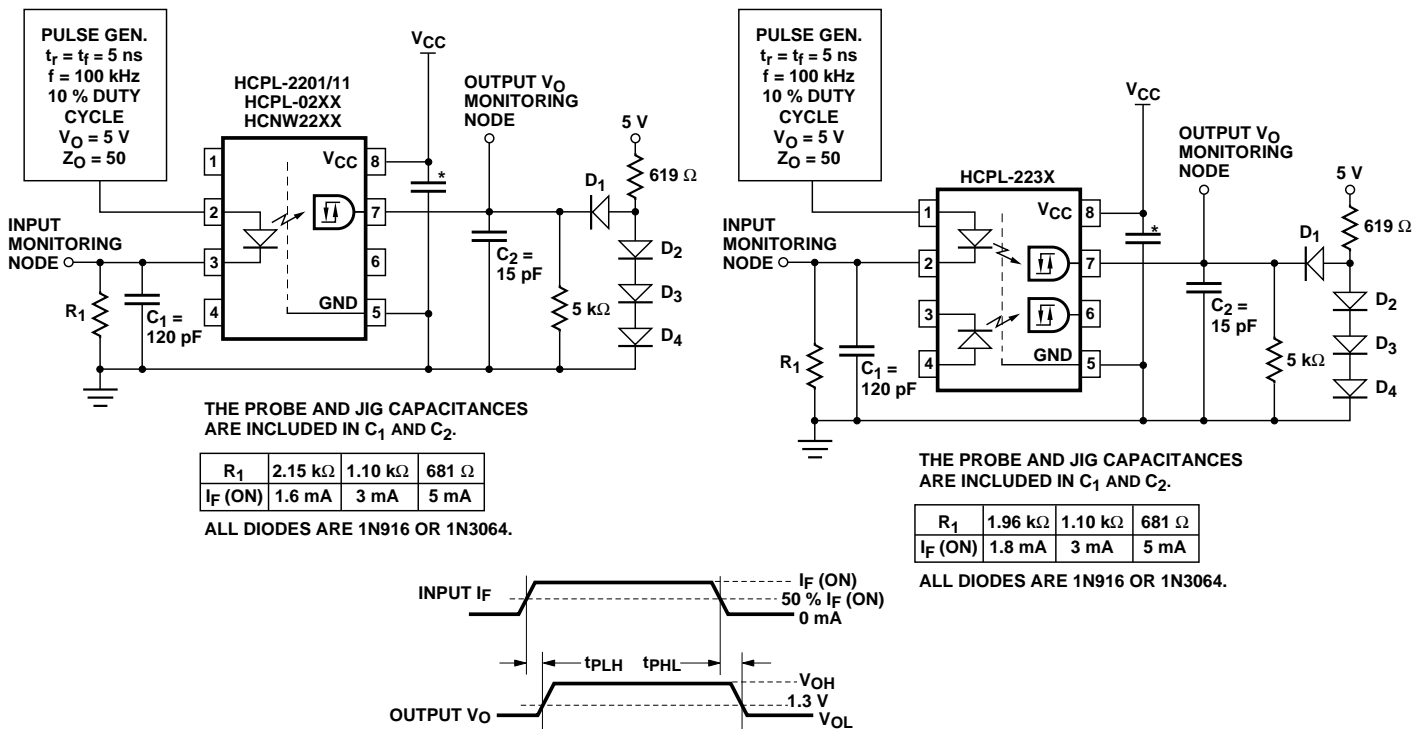 PULSE GEN.
tr = tf = 5 ns
f = 100 kHz
10 % DUTY
CYCLE
VO = 5 V
ZO = 50
HCPL-2201/11
HCPL-02XX
HCNW22XX
VCC
OUTPUT VO
MONITORING
NODE
5 V
619 Ω
1
2
3
4
VCC
8
7
6
GND
5
*
D1
D2
D3
D4
INPUT
MONITORING
NODE
R1
C1 =
120 pF
C2 =
15 pF
5 kΩ
THE PROBE AND JIG CAPACITANCES
ARE INCLUDED IN C1 AND C2.
R1 2.15 kΩ 1.10 kΩ 681 Ω
IF (ON) 1.6 mA 3 mA 5 mA
ALL DIODES ARE 1N916 OR 1N3064.
PULSE GEN.
tr = tf = 5 ns
f = 100 kHz
10 % DUTY
CYCLE
VO = 5 V
ZO = 50
HCPL-223X
VCC
OUTPUT VO
MONITORING
NODE
5 V
619 Ω
1
2
3
4
VCC
8
7
6
GND
5
*
D1
D2
D3
D4
INPUT
MONITORING
NODE
R1
C1 =
120 pF
C2 =
15 pF
5 kΩ
THE PROBE AND JIG CAPACITANCES
ARE INCLUDED IN C1 AND C2.
R1 1.96 kΩ 1.10 kΩ 681 Ω
IF (ON) 1.8 mA 3 mA 5 mA
ALL DIODES ARE 1N916 OR 1N3064.
INPUT IF
IF (ON)
50 % IF (ON)
0 mA
tPLH tPHL
OUTPUT VO
VOH
1.3 V
VOL